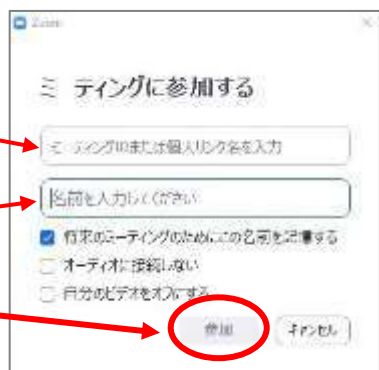 Zoom
ミーティングに参加する
ミーティングIDまたは個人リンク名を入力
名前を入力してください
将来のミーティングのためにこの名前を記憶する
オーディオに接続しない
自分のビデオをオフにする
参加 キャンセル